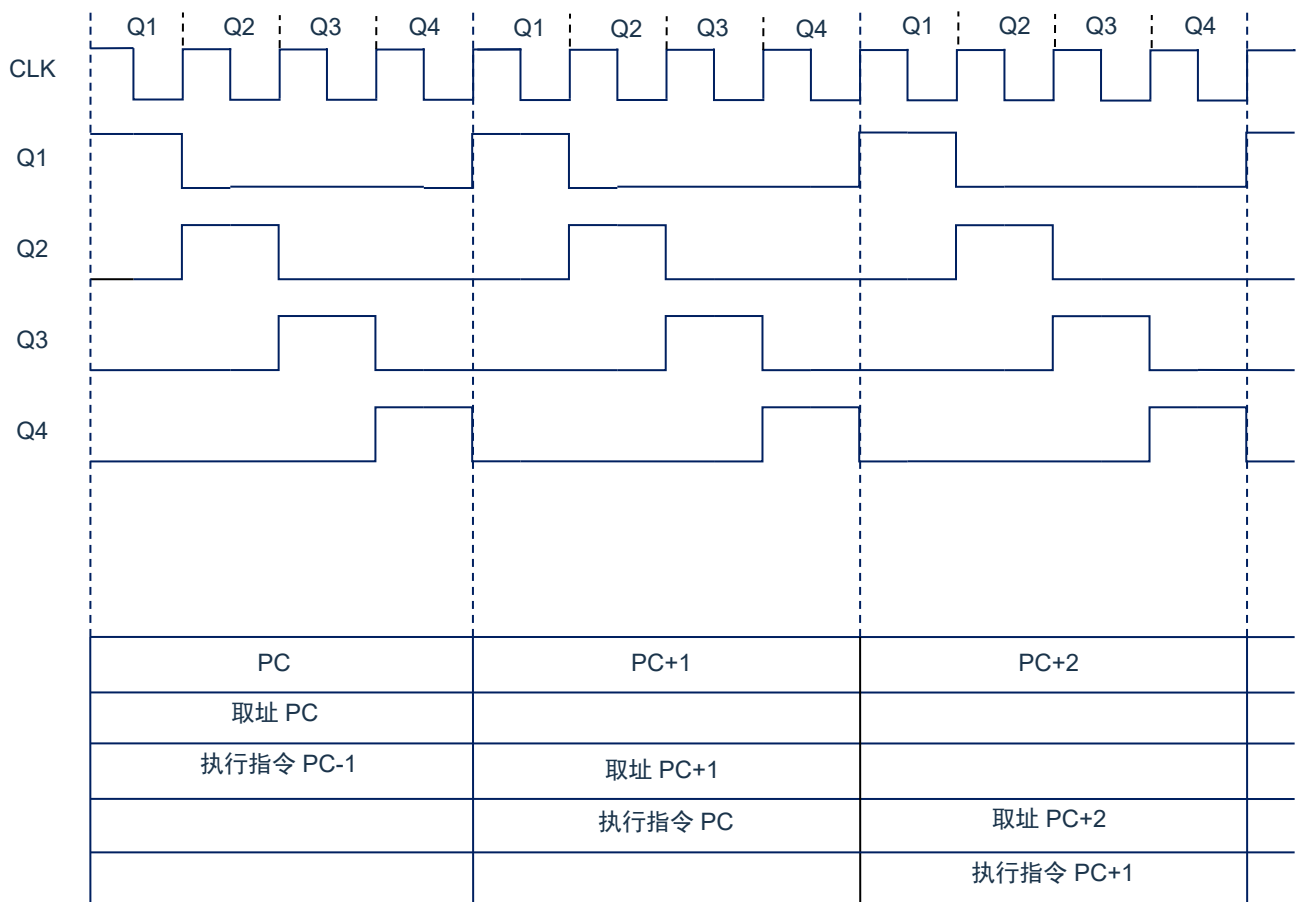 Q1 Q2 Q3 Q4 Q1 Q2 Q3 Q4 Q1 Q2 Q3 Q4
CLK
Q1
Q2
Q3
Q4
PC PC+1 PC+2
取址 PC
执行指令 PC-1 取址 PC+1
执行指令 PC 取址 PC+2
执行指令 PC+1